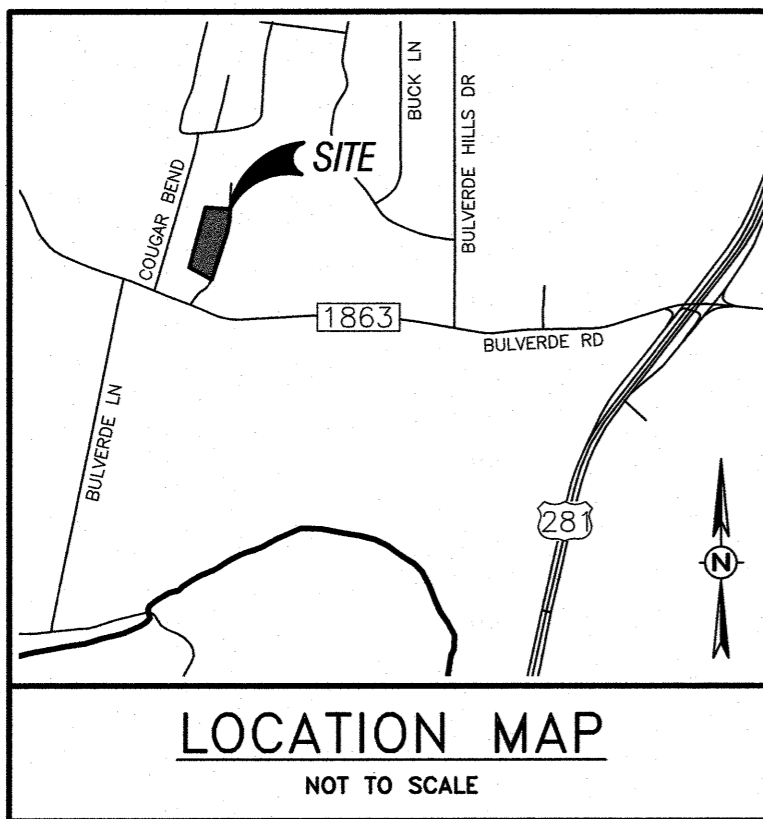 BUCK LN
BULVERDE HILLS DR
SITE
COUGAR BEND
1863
BULVERDE RD
BULVERDE LN
281
N
LOCATION MAP
NOT TO SCALE